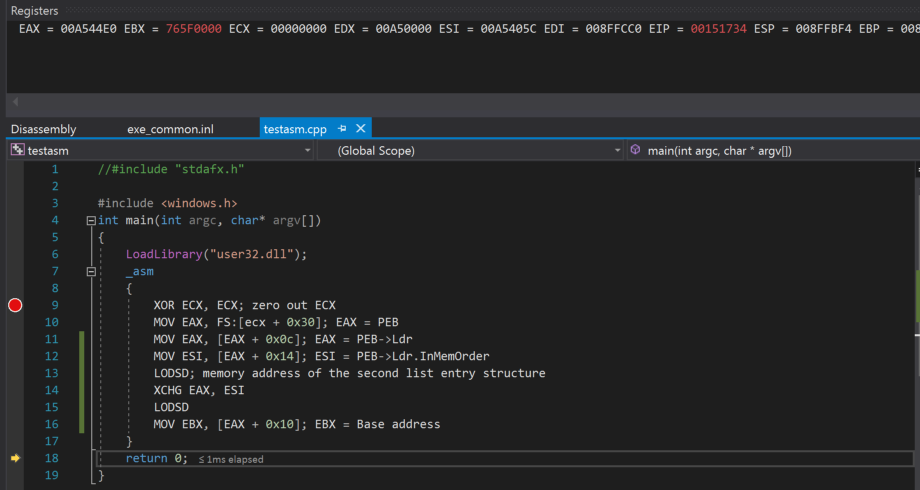 Registers
EAX = 00A544E0 EBX = 765F0000 ECX = 00000000 EDX = 00A50000 ESI = 00A5405C EDI = 008FFCC0 EIP = 00151734 ESP = 008FFBF4 EBP = 008
Disassembly exe_common.inl testasm.cpp
testasm (Global Scope) main(int argc, char * argv[])
1 //#include "stdafx.h"
2
3 #include <windows.h>
4 int main(int argc, char* argv[])
5 {
6 LoadLibrary("user32.dll");
7 _asm
8 {
9 XOR ECX, ECX; zero out ECX
10 MOV EAX, FS:[ecx + 0x30]; EAX = PEB
11 MOV EAX, [EAX + 0x0c]; EAX = PEB->Ldr
12 MOV ESI, [EAX + 0x14]; ESI = PEB->Ldr.InMemOrder
13 LODSD; memory address of the second list entry structure
14 XCHG EAX, ESI
15 LODSD
16 MOV EBX, [EAX + 0x10]; EBX = Base address
17 }
18 return 0; ≤ 1ms elapsed
19 }